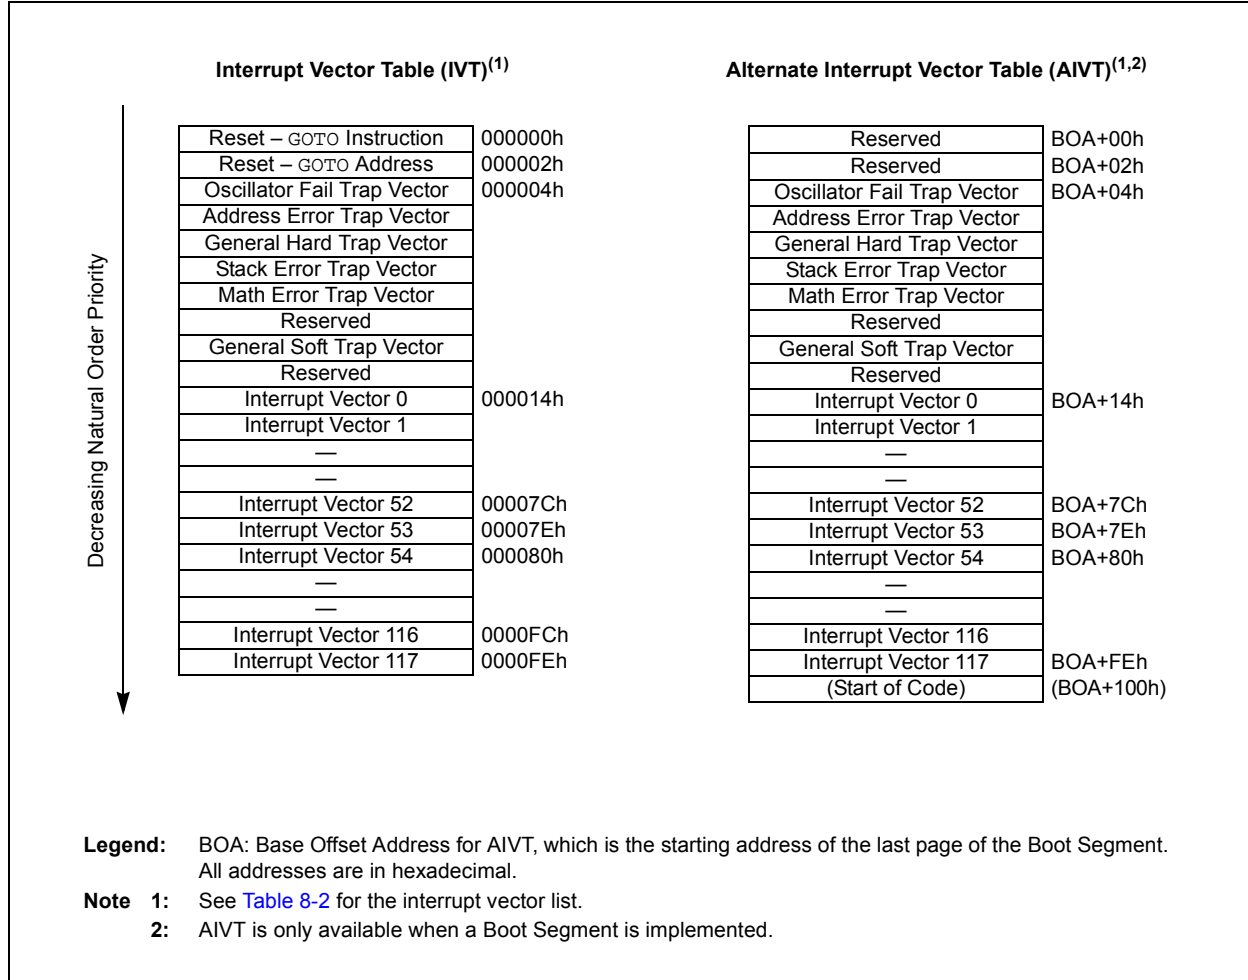 Interrupt Vector Table (IVT)(1)
Reset – GOTO Instruction 000000h
Reset – GOTO Address 000002h
Oscillator Fail Trap Vector 000004h
Address Error Trap Vector
General Hard Trap Vector
Stack Error Trap Vector
Math Error Trap Vector
Reserved
General Soft Trap Vector
Reserved
Interrupt Vector 0 000014h
Interrupt Vector 1
—
—
Interrupt Vector 52 00007Ch
Interrupt Vector 53 00007Eh
Interrupt Vector 54 000080h
—
—
Interrupt Vector 116 0000FCh
Interrupt Vector 117 0000FEh
Decreasing Natural Order Priority
Alternate Interrupt Vector Table (AIVT)(1,2)
Reserved BOA+00h
Reserved BOA+02h
Oscillator Fail Trap Vector BOA+04h
Address Error Trap Vector
General Hard Trap Vector
Stack Error Trap Vector
Math Error Trap Vector
Reserved
General Soft Trap Vector
Reserved
Interrupt Vector 0 BOA+14h
Interrupt Vector 1
—
—
Interrupt Vector 52 BOA+7Ch
Interrupt Vector 53 BOA+7Eh
Interrupt Vector 54 BOA+80h
—
—
Interrupt Vector 116
Interrupt Vector 117 BOA+FEh
(Start of Code) (BOA+100h)
Legend: BOA: Base Offset Address for AIVT, which is the starting address of the last page of the Boot Segment.
All addresses are in hexadecimal.
Note 1: See Table 8-2 for the interrupt vector list.
2: AIVT is only available when a Boot Segment is implemented.